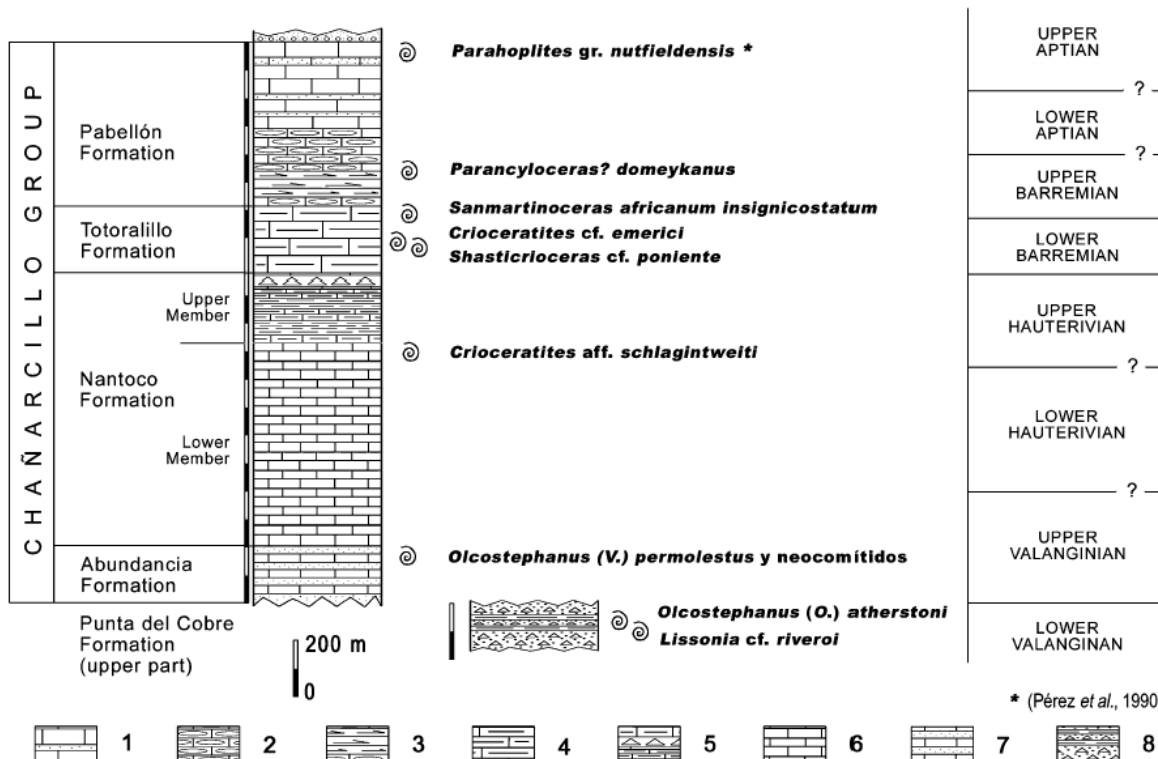 CHAÑARCILLO GROUP
Pabellón
Formation
Totoralillo
Formation
Upper
Member
Nantoco
Formation
Lower
Member
Abundancia
Formation
Punta del Cobre
Formation
(upper part)
200 m
0
Parahoplites gr. nutfieldensis *
Parancyloceras? domeykanus
Sanmartinoceras africanum insignicostatum
Crioceratites cf. emerici
Shasticrioceras cf. poniente
Crioceratites aff. schlagintweiti
Olcostephanus (V.) permolestus y neocomítidos
Olcostephanus (O.) atherstoni
Lissonia cf. riveroi
UPPER
APTIAN
?
LOWER
APTIAN
?
UPPER
BARREMIAN
LOWER
BARREMIAN
UPPER
HAUTERIVIAN
?
LOWER
HAUTERIVIAN
?
UPPER
VALANGINIAN
LOWER
VALANGINAN
* (Pérez et al., 1990
1 2 3 4 5 6 7 8